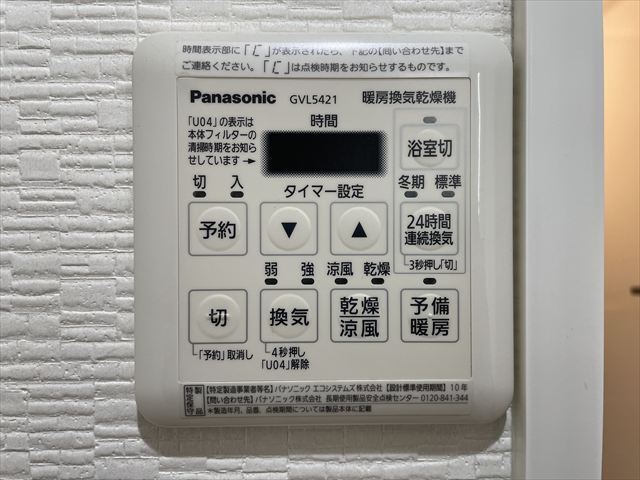 時間表示部に「[」が表示されたら、下記の【問い合わせ先】まで
ご連絡ください。「[」は点検時期をお知らせするものです。
Panasonic GVL5421 暖房換気乾燥機
「U04」の表示は
本体フィルターの
清掃時期をお知ら
せしています→
時間
浴室切
切 入
タイマー設定
冬期 標準
予約
▼
▲
24時間
連続換気
3秒押し「切」
弱 強 涼風 乾燥
切
換気
乾燥
涼風
予備
暖房
「予約」取消し
4秒押し
「U04」解除
特定
保守
製品
【特定製造事業者等名】パナソニック エコシステムズ株式会社【設計標準使用期間】10年
【問い合わせ先】パナソニック株式会社 長期使用製品安全点検センター 0120-841-344
*製造年月、品番、点検期間については製品本体に記載